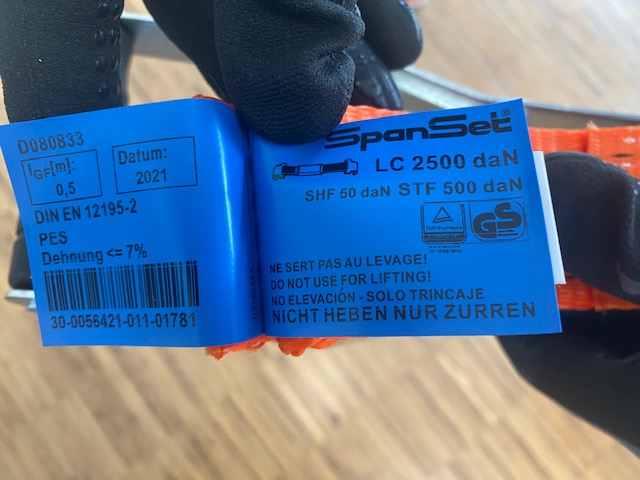 D080833
lGF[m]:
0,5
Datum:
2021
DIN EN 12195-2
PES
Dehnung <= 7%
30-0056421-011-01781
SpanSet®
LC 2500 daN
SHF 50 daN STF 500 daN
GS
NE SERT PAS AU LEVAGE!
DO NOT USE FOR LIFTING!
NO ELEVACIÓN - SOLO TRINCAJE
NICHT HEBEN NUR ZURREN